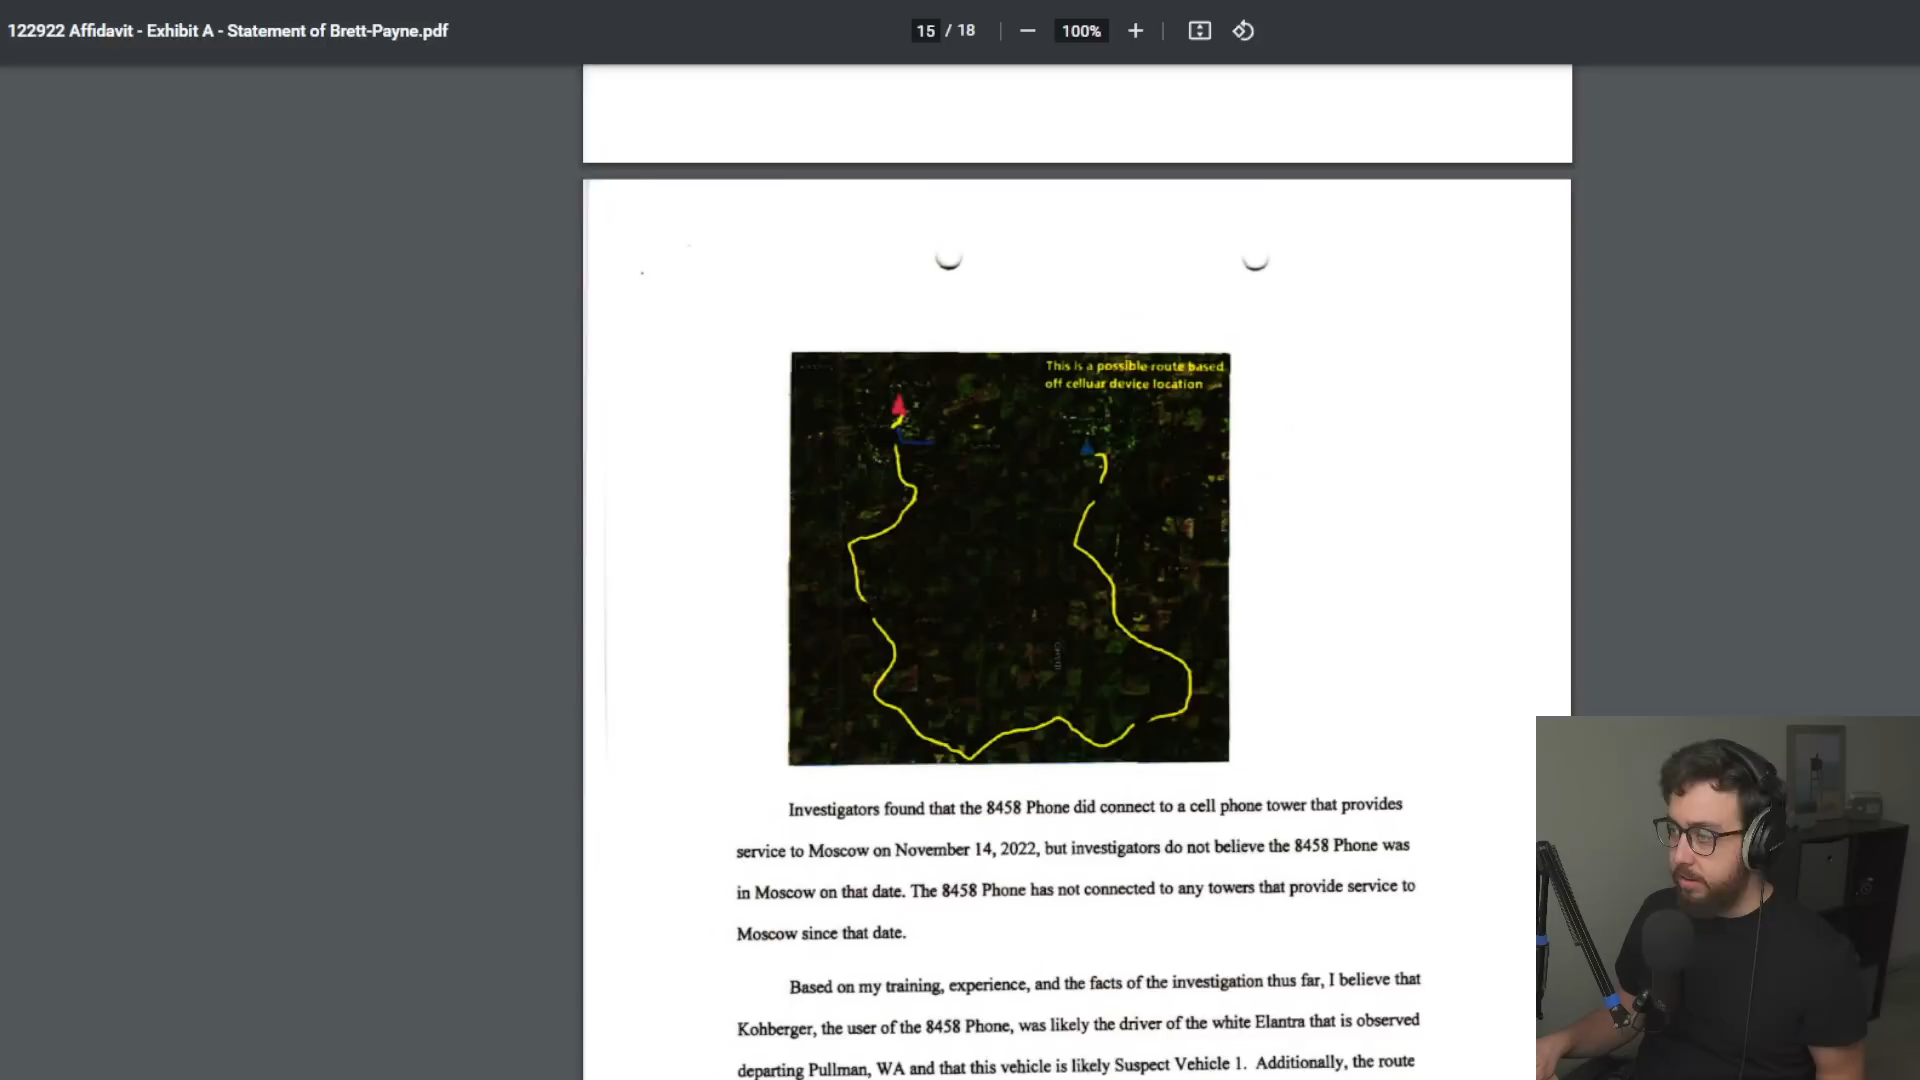 122922 Affidavit - Exhibit A - Statement of Brett-Payne.pdf
15 / 18
100%
This is a possible route based
off celluar device location
Investigators found that the 8458 Phone did connect to a cell phone tower that provides
service to Moscow on November 14, 2022, but investigators do not believe the 8458 Phone was
in Moscow on that date. The 8458 Phone has not connected to any towers that provide service to
Moscow since that date.
Based on my training, experience, and the facts of the investigation thus far, I believe that
Kohberger, the user of the 8458 Phone, was likely the driver of the white Elantra that is observed
departing Pullman, WA and that this vehicle is likely Suspect Vehicle 1. Additionally, the route